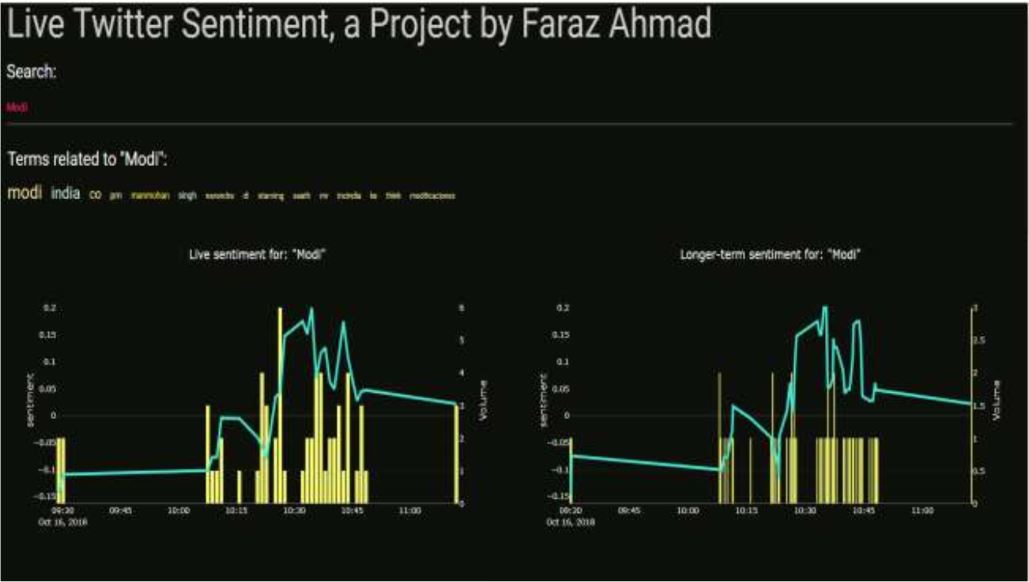 Live Twitter Sentiment, a Project by Faraz Ahmad
Search:
Modi
Terms related to "Modi":
modi india co pm manmohan singh narendra di starring saath mr incindia ke think modificaciones
Live sentiment for: "Modi"
Longer-term sentiment for: "Modi"
0.2
0.15
0.1
0.05
0
−0.05
−0.1
−0.15
sentiment
6
5
4
3
2
1
0
Volume
09:30 09:45 10:00 10:15 10:30 10:45 11:00
Oct 16, 2018
0.2
0.15
0.1
0.05
0
−0.05
−0.1
−0.15
sentiment
3
2.5
2
1.5
1
0.5
0
Volume
09:30 09:45 10:00 10:15 10:30 10:45 11:00
Oct 16, 2018